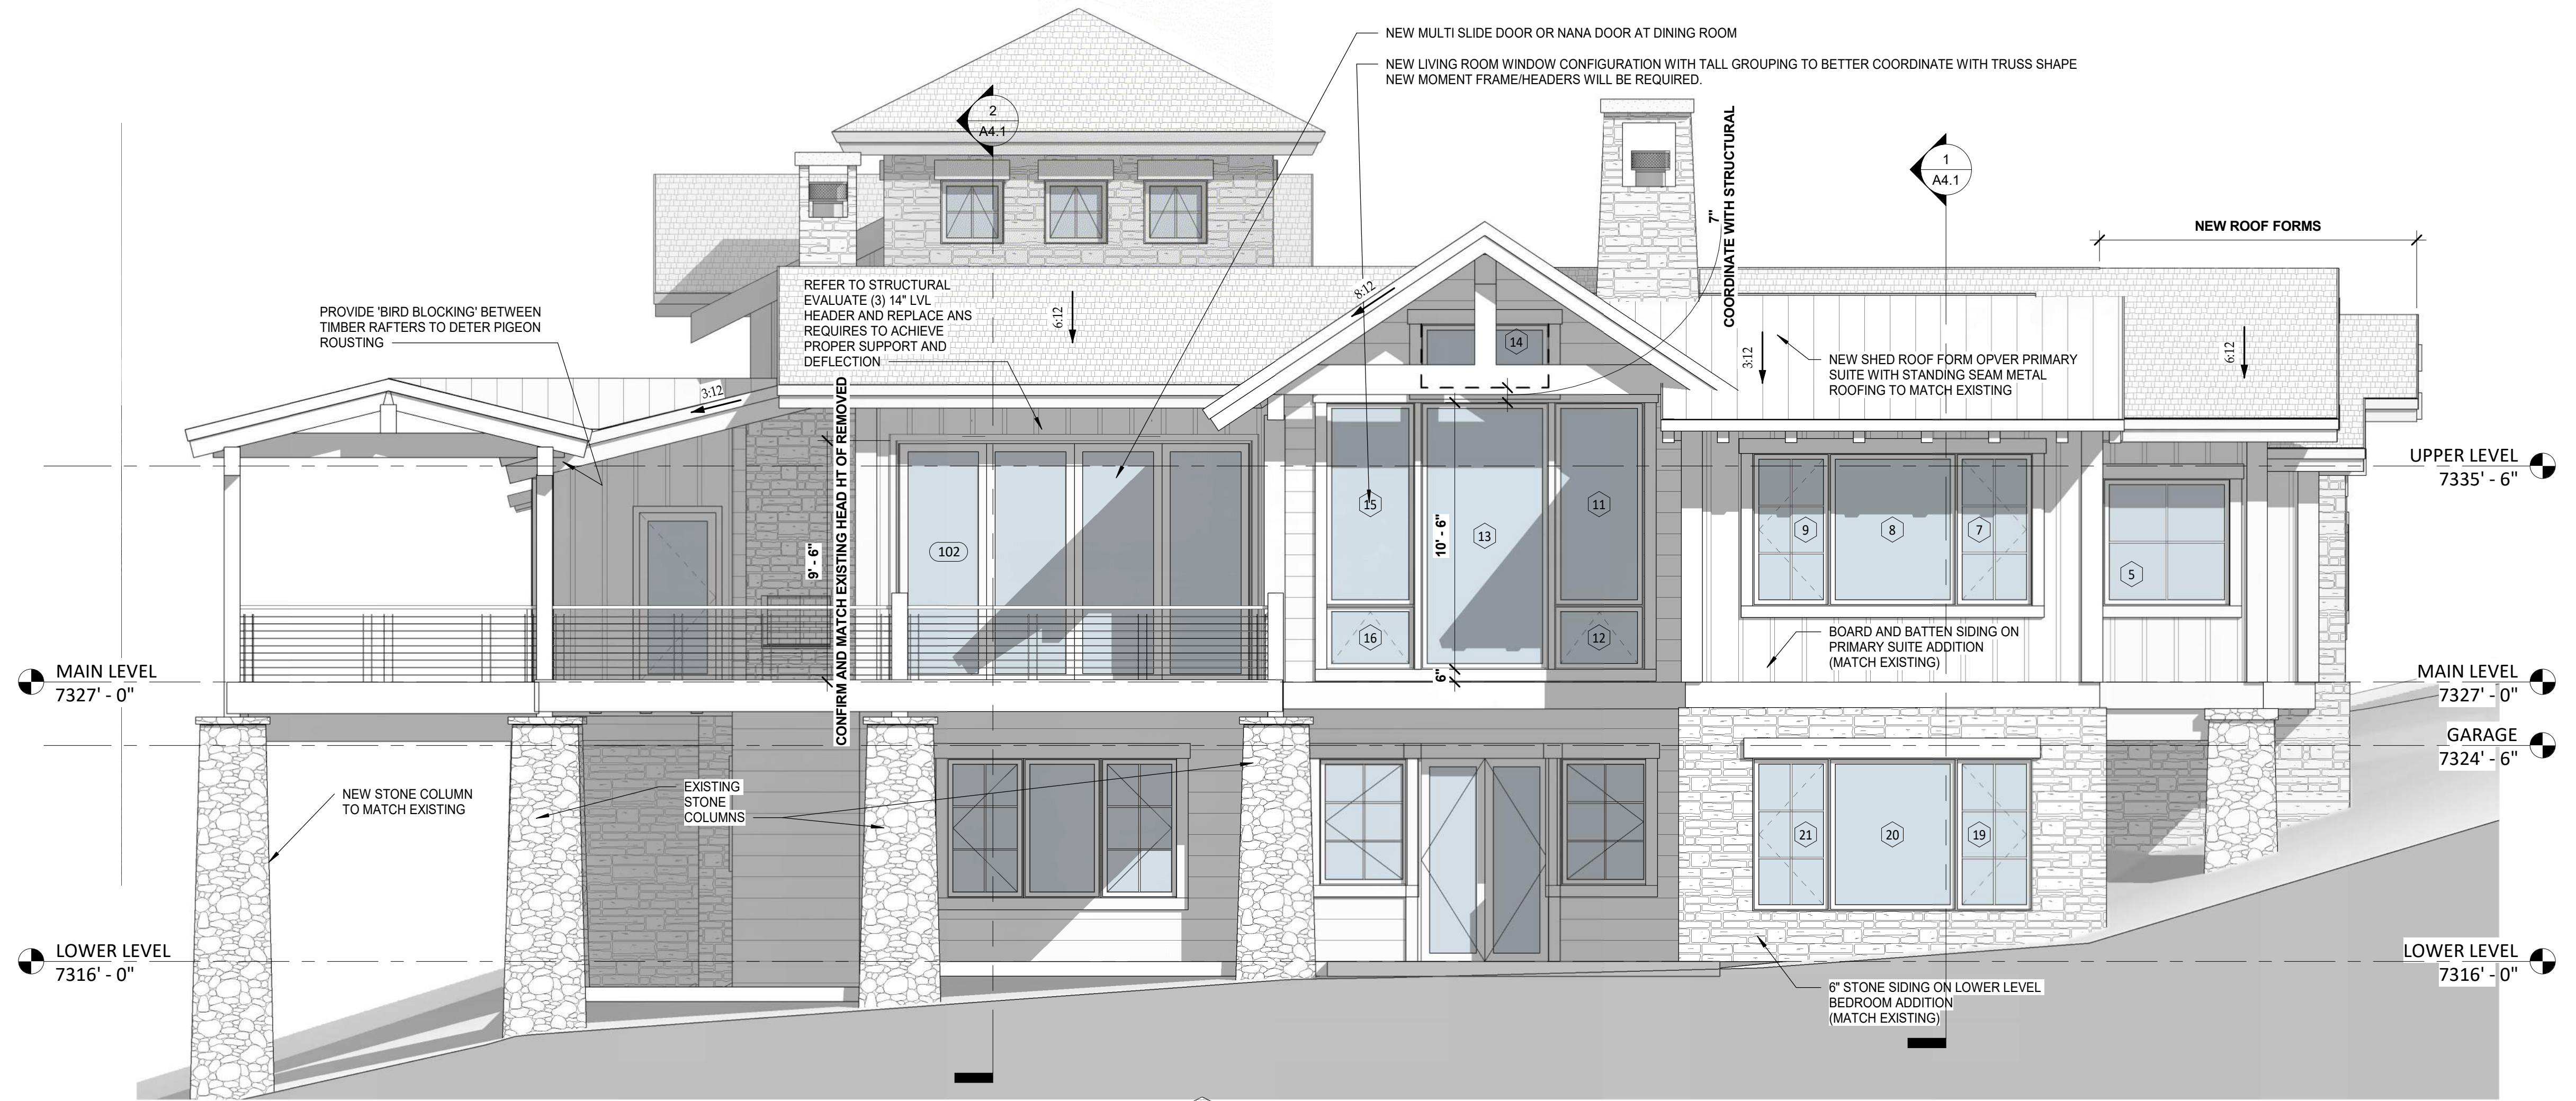 NEW MULTI SLIDE DOOR OR NANA DOOR AT DINING ROOM
NEW LIVING ROOM WINDOW CONFIGURATION WITH TALL GROUPING TO BETTER COORDINATE WITH TRUSS SHAPE
NEW MOMENT FRAME/HEADERS WILL BE REQUIRED.
2
A4.1
1
A4.1
7"
COORDINATE WITH STRUCTURAL
NEW ROOF FORMS
REFER TO STRUCTURAL
EVALUATE (3) 14" LVL
HEADER AND REPLACE ANS
REQUIRES TO ACHIEVE
PROPER SUPPORT AND
DEFLECTION
PROVIDE 'BIRD BLOCKING' BETWEEN
TIMBER RAFTERS TO DETER PIGEON
ROUSTING
6:12
8:12
3:12
3:12
6:12
14
NEW SHED ROOF FORM OPVER PRIMARY
SUITE WITH STANDING SEAM METAL
ROOFING TO MATCH EXISTING
UPPER LEVEL
7335' - 6"
9' - 6"
CONFIRM AND MATCH EXISTING HEAD HT OF REMOVED
102
15
10' - 6"
13
11
9
8
7
5
16
12
6"
BOARD AND BATTEN SIDING ON
PRIMARY SUITE ADDITION
(MATCH EXISTING)
MAIN LEVEL
7327' - 0"
MAIN LEVEL
7327' - 0"
GARAGE
7324' - 6"
NEW STONE COLUMN
TO MATCH EXISTING
EXISTING
STONE
COLUMNS
21
20
19
LOWER LEVEL
7316' - 0"
LOWER LEVEL
7316' - 0"
6" STONE SIDING ON LOWER LEVEL
BEDROOM ADDITION
(MATCH EXISTING)